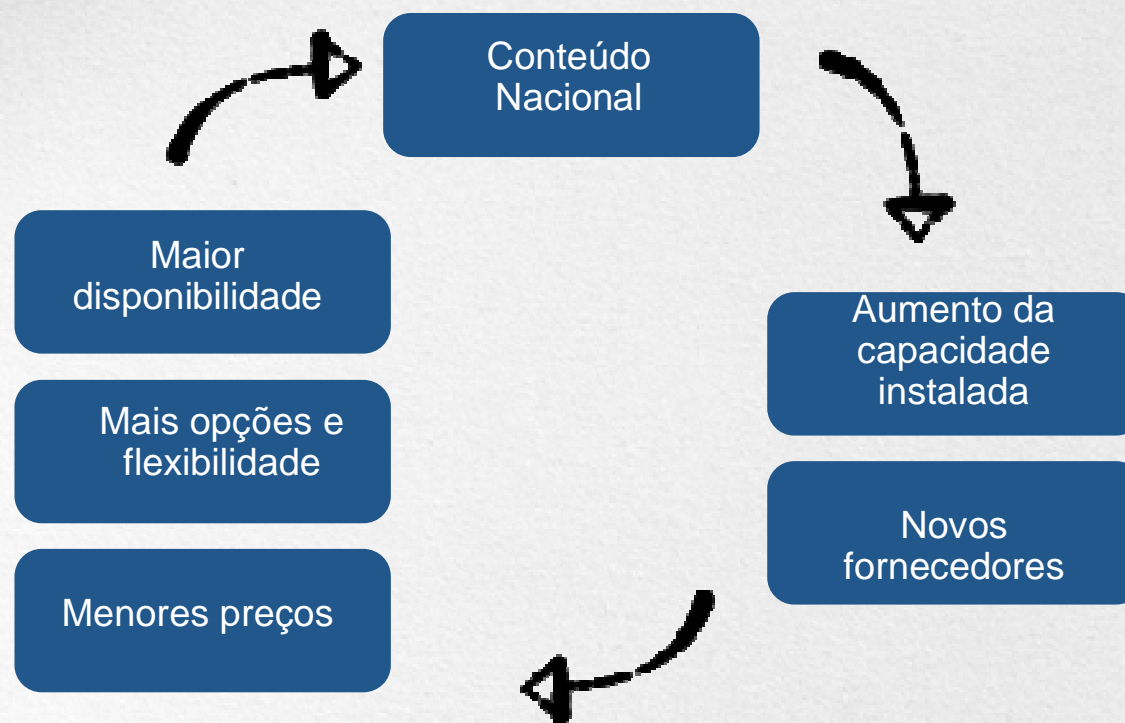 Conteúdo
Nacional
Maior
disponibilidade
Aumento da
capacidade
instalada
Mais opções e
flexibilidade
Novos
fornecedores
Menores preços